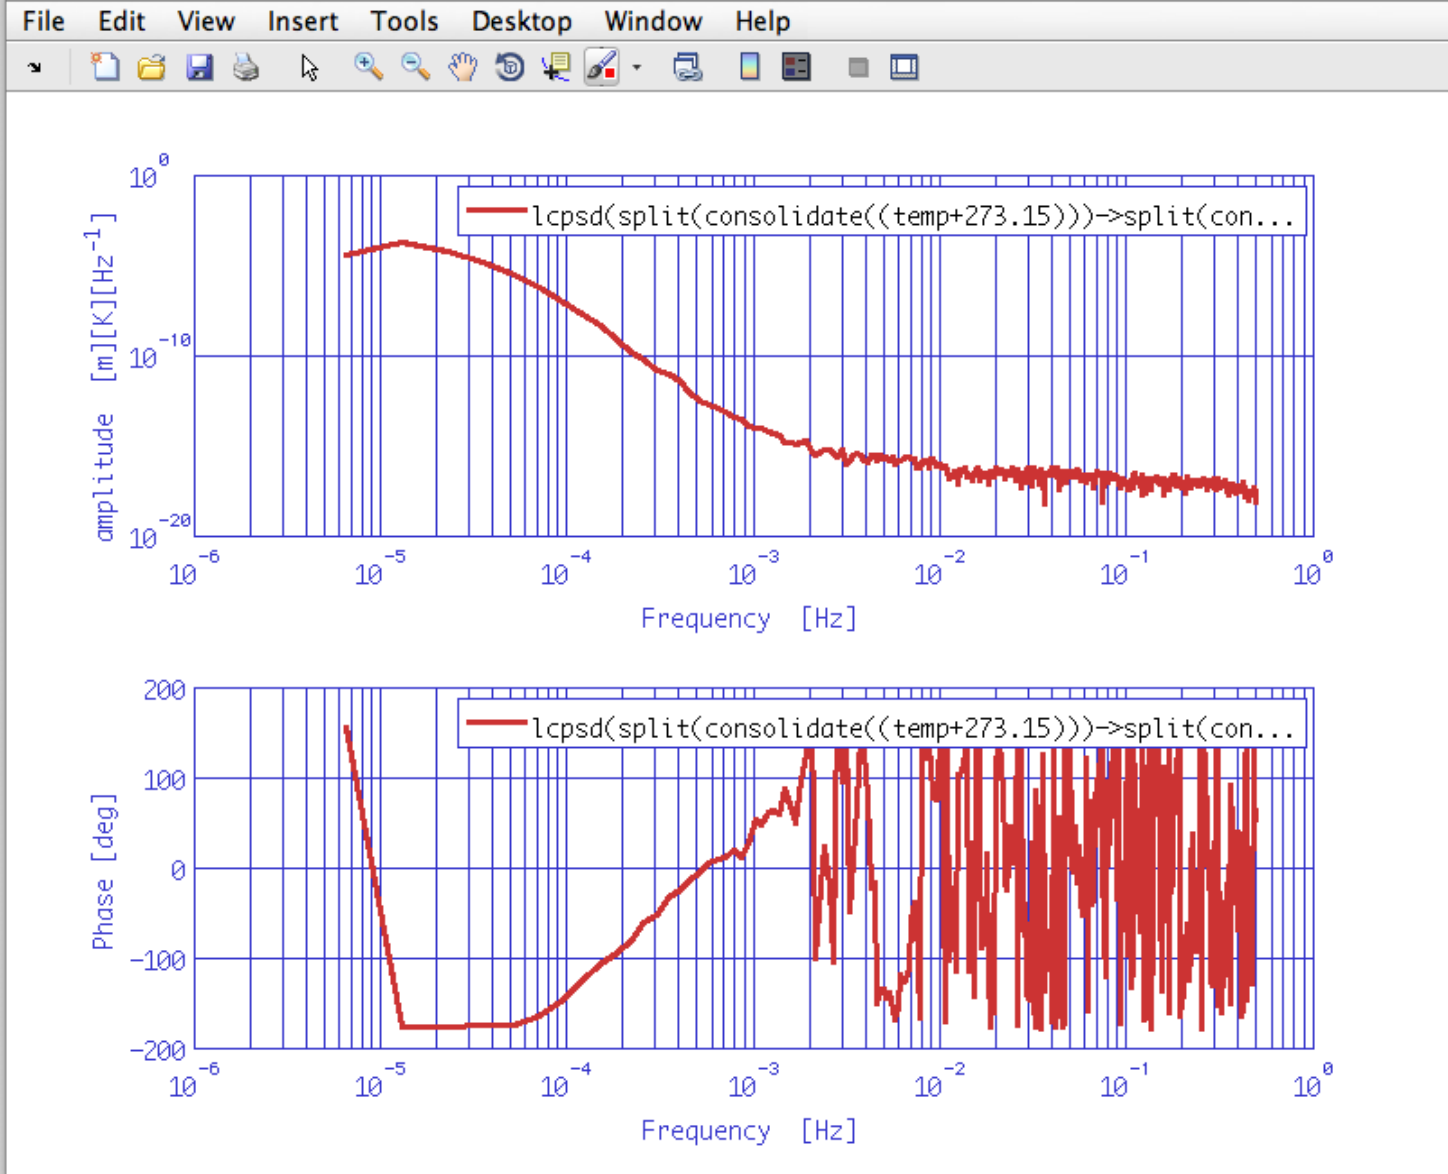 File Edit View Insert Tools Desktop Window Help
10^0
10^-10
10^-20
amplitude [m][K][Hz^-1]
lcpsd(split(consolidate((temp+273.15)))->split(con...
10^-6 10^-5 10^-4 10^-3 10^-2 10^-1 10^0
Frequency [Hz]
200
100
0
-100
-200
Phase [deg]
lcpsd(split(consolidate((temp+273.15)))->split(con...
10^-6 10^-5 10^-4 10^-3 10^-2 10^-1 10^0
Frequency [Hz]